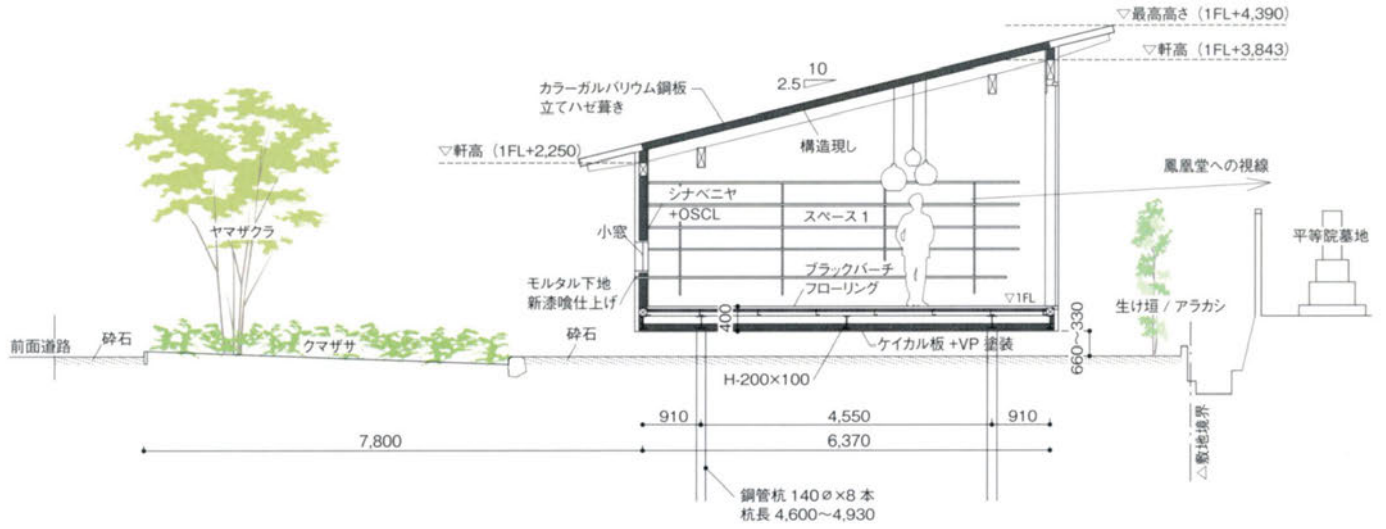 ▽最高高さ (1FL+4,390)
▽軒高 (1FL+3,843)
10
2.5
カラーガルバリウム鋼板
立てハゼ葺き
構造現し
▽軒高 (1FL+2,250)
鳳凰堂への視線
シナベニヤ
+OSCL
スペース 1
小窓
ヤマザクラ
平等院墓地
ブラックバーチ
フローリング
モルタル下地
新漆喰仕上げ
▽1FL
生け垣 / アラカシ
400
660~330
前面道路
砕石
クマザサ
砕石
ケイカル板 +VP 塗装
H-200×100
910
4,550
910
7,800
6,370
△敷地境界
鋼管杭 140ø×8 本
杭長 4,600~4,930